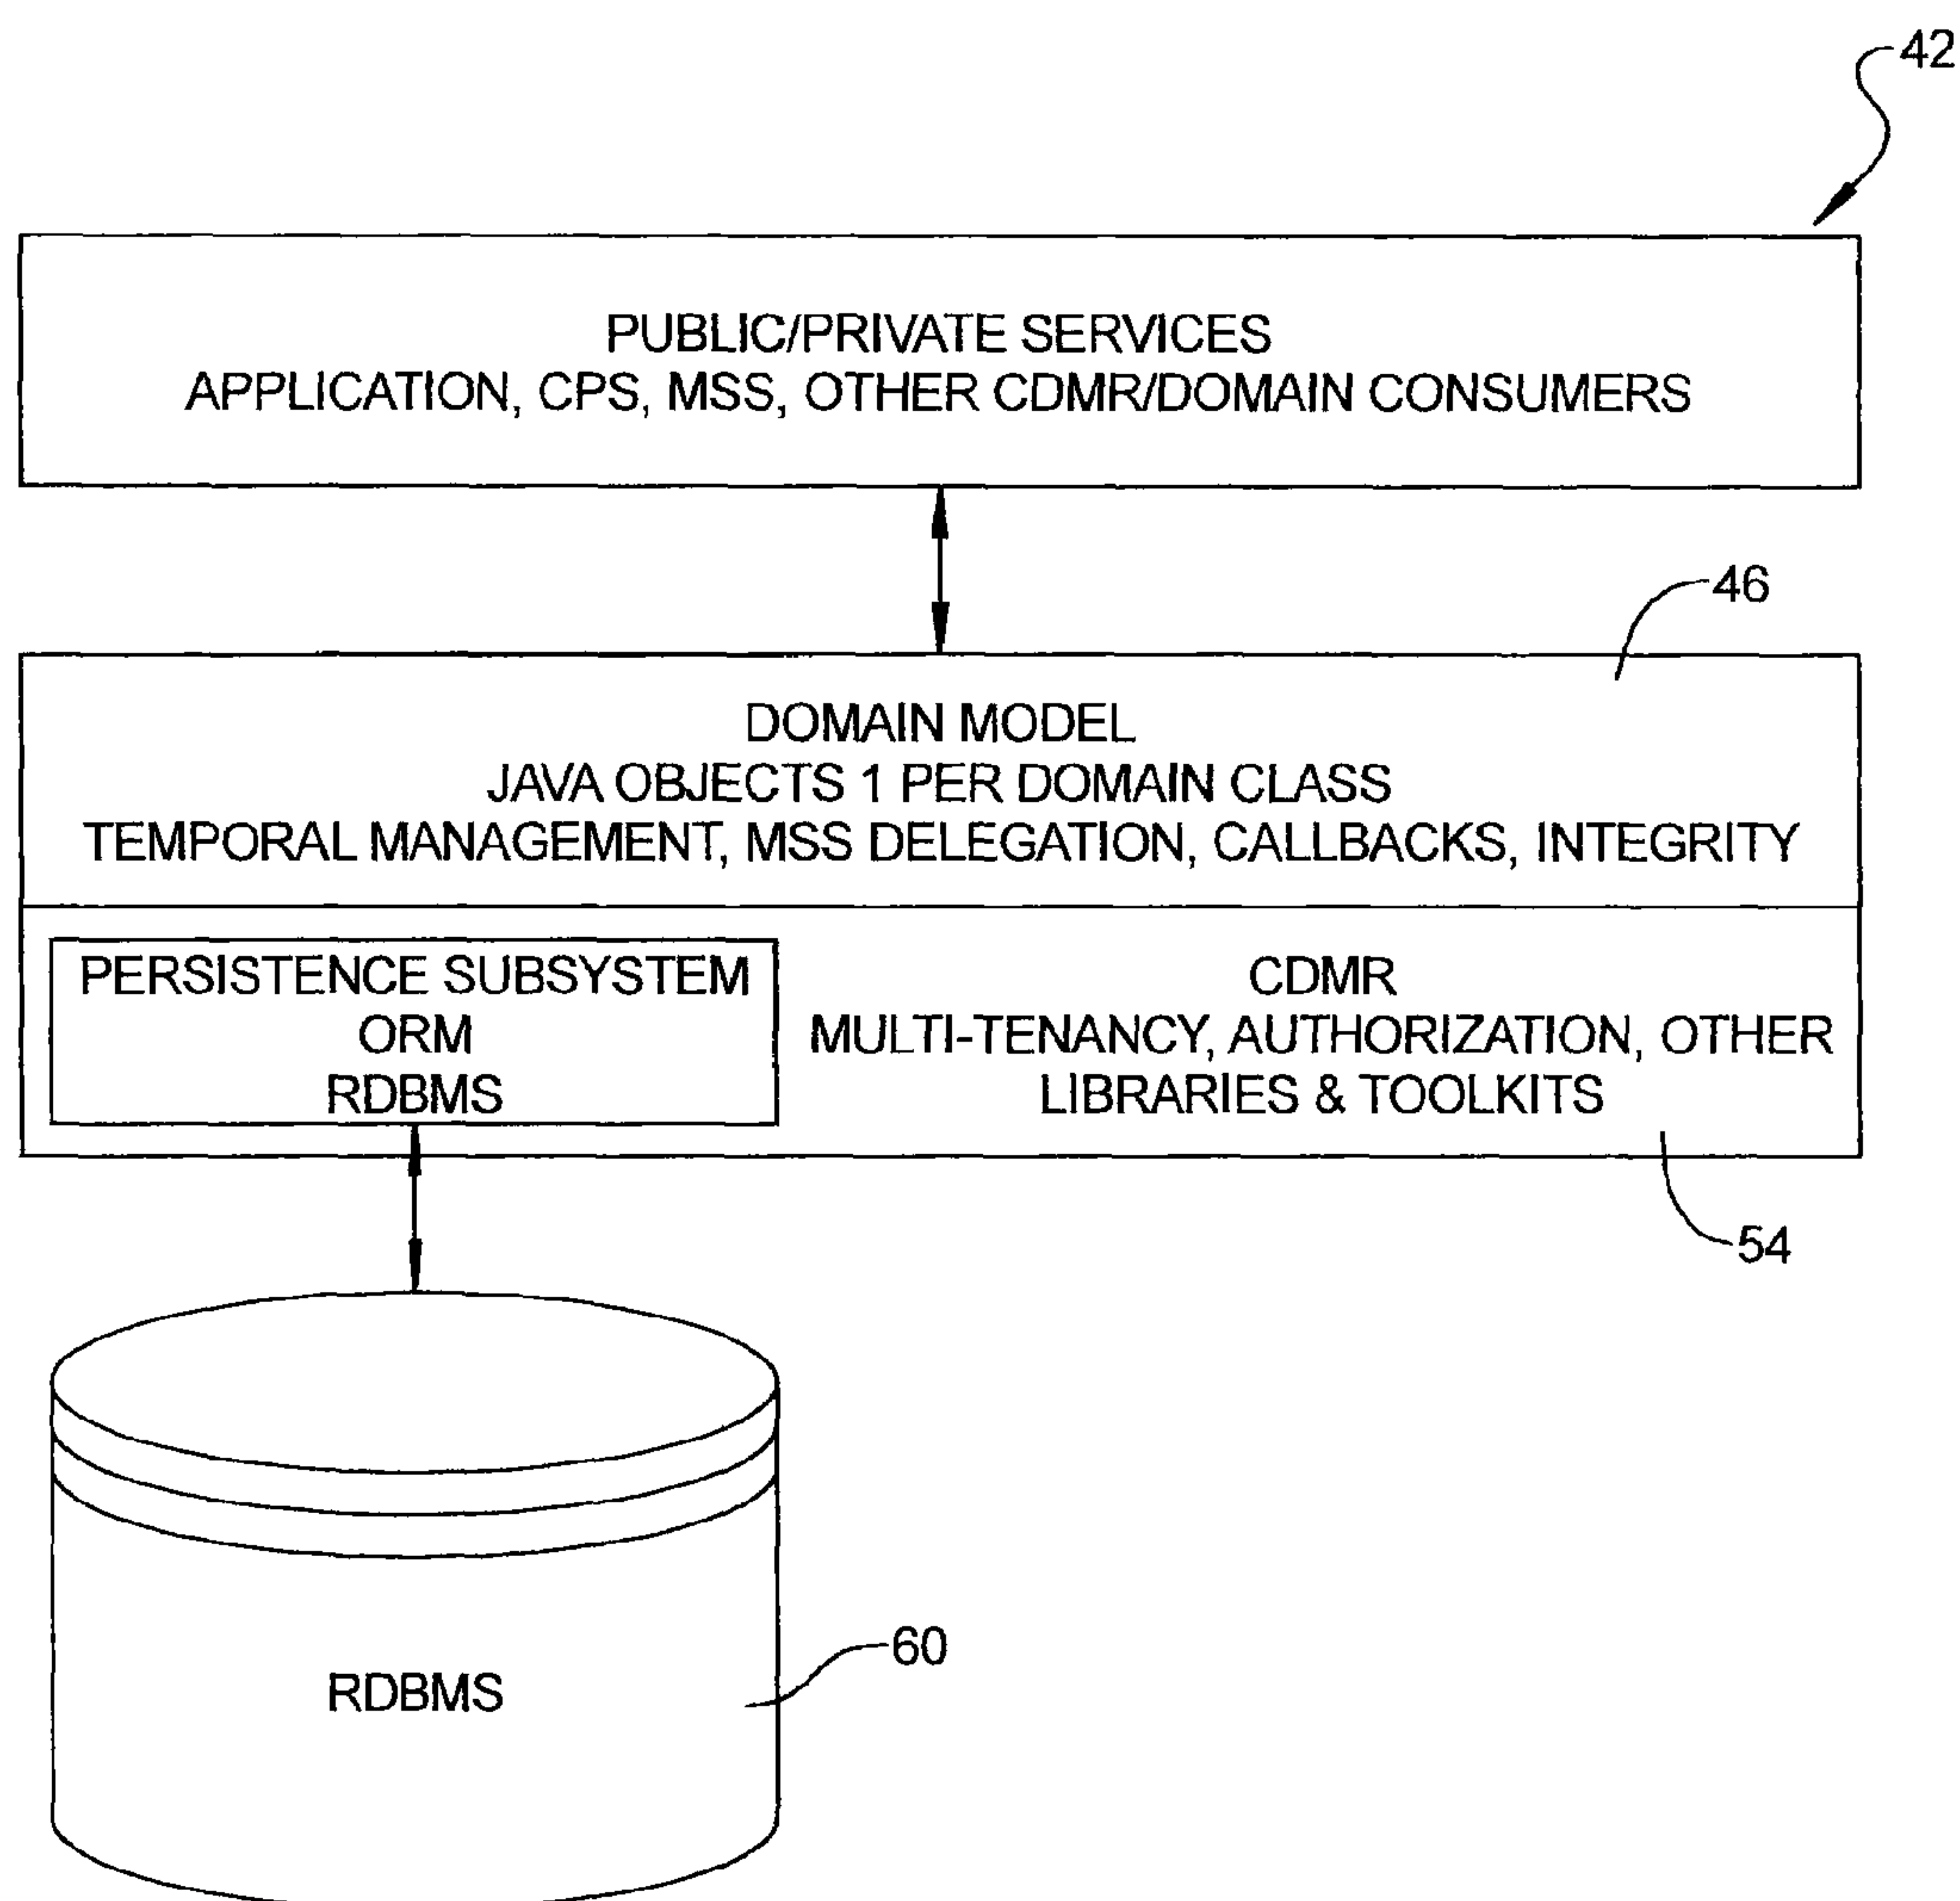 42
PUBLIC/PRIVATE SERVICES
APPLICATION, CPS, MSS, OTHER CDMR/DOMAIN CONSUMERS
46
DOMAIN MODEL
JAVA OBJECTS 1 PER DOMAIN CLASS
TEMPORAL MANAGEMENT, MSS DELEGATION, CALLBACKS, INTEGRITY
PERSISTENCE SUBSYSTEM
ORM
RDBMS
CDMR
MULTI-TENANCY, AUTHORIZATION, OTHER
LIBRARIES & TOOLKITS
54
60
RDBMS